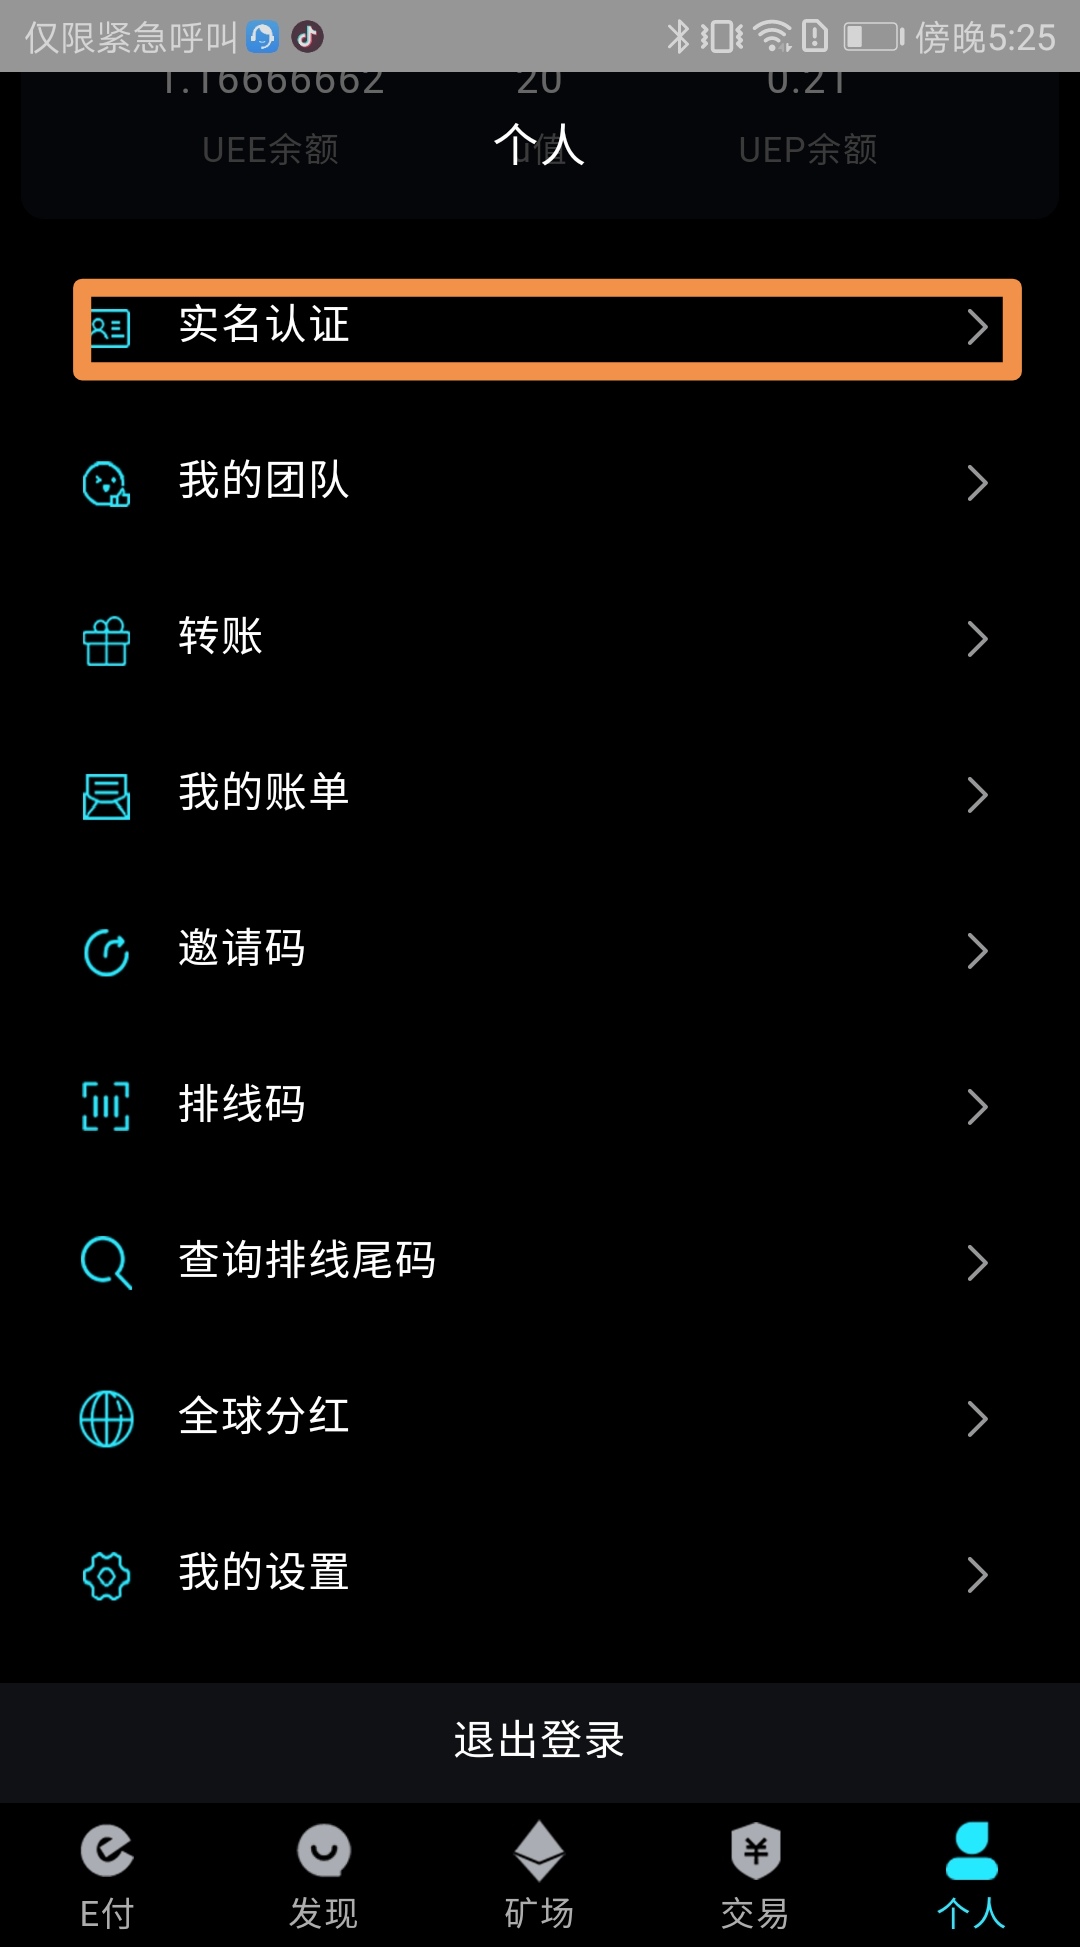 仅限紧急呼叫 傍晚5:25
1.16666662 20 0.21
UEE余额 u值 UEP余额
个人
实名认证
我的团队
转账
我的账单
邀请码
排线码
查询排线尾码
全球分红
我的设置
退出登录
E付 发现 矿场 交易 个人